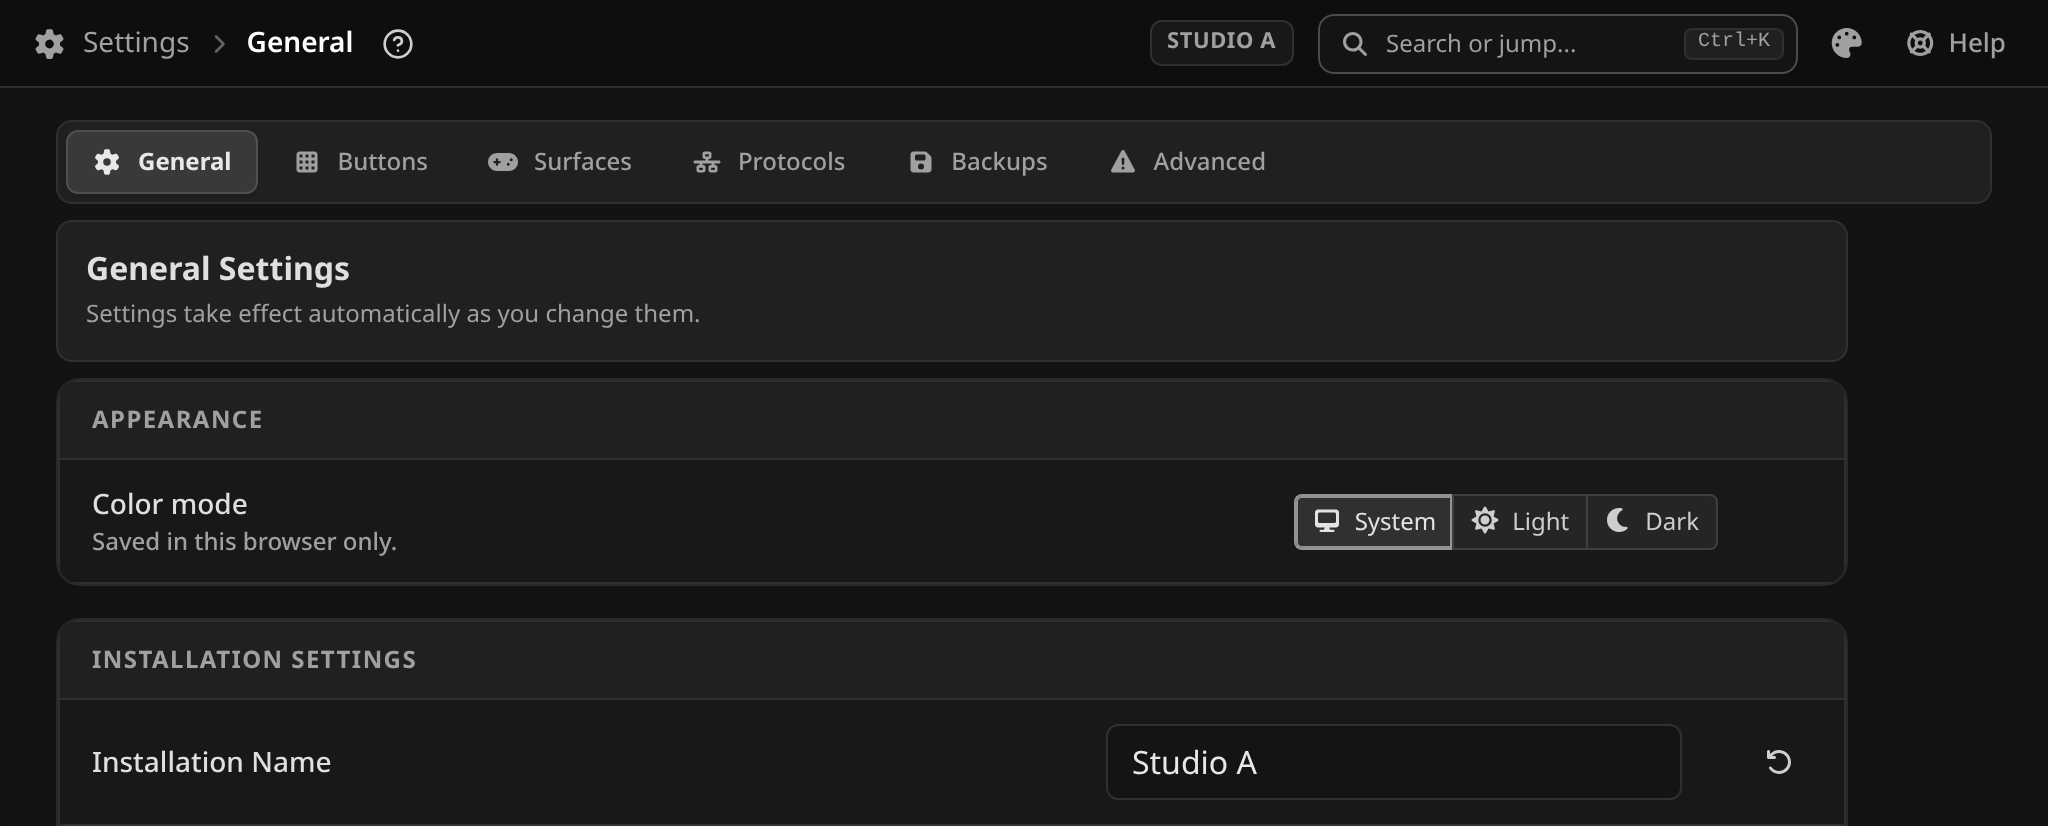 Settings > General
STUDIO A
Search or jump...
Ctrl+K
Help
General
Buttons
Surfaces
Protocols
Backups
Advanced
General Settings
Settings take effect automatically as you change them.
APPEARANCE
Color mode
Saved in this browser only.
System
Light
Dark
INSTALLATION SETTINGS
Installation Name
Studio A